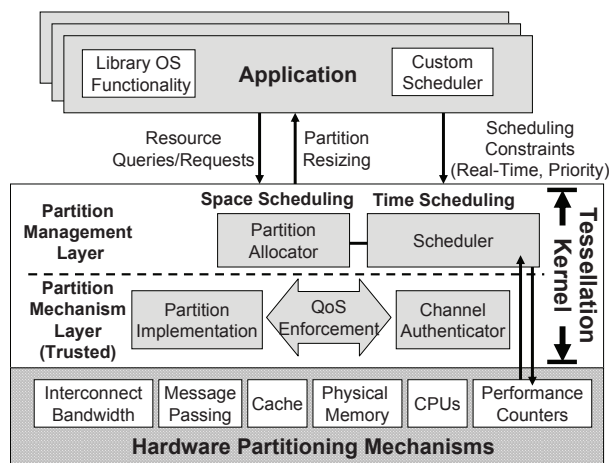 Library OS
Functionality
Application
Custom
Scheduler
Resource
Queries/Requests
Partition
Resizing
Scheduling
Constraints
(Real-Time, Priority)
Space Scheduling
Time Scheduling
Partition
Management
Layer
Partition
Allocator
Scheduler
Tessellation
Kernel
Partition
Mechanism
Layer
(Trusted)
Partition
Implementation
QoS
Enforcement
Channel
Authenticator
Interconnect
Bandwidth
Message
Passing
Cache
Physical
Memory
CPUs
Performance
Counters
Hardware Partitioning Mechanisms